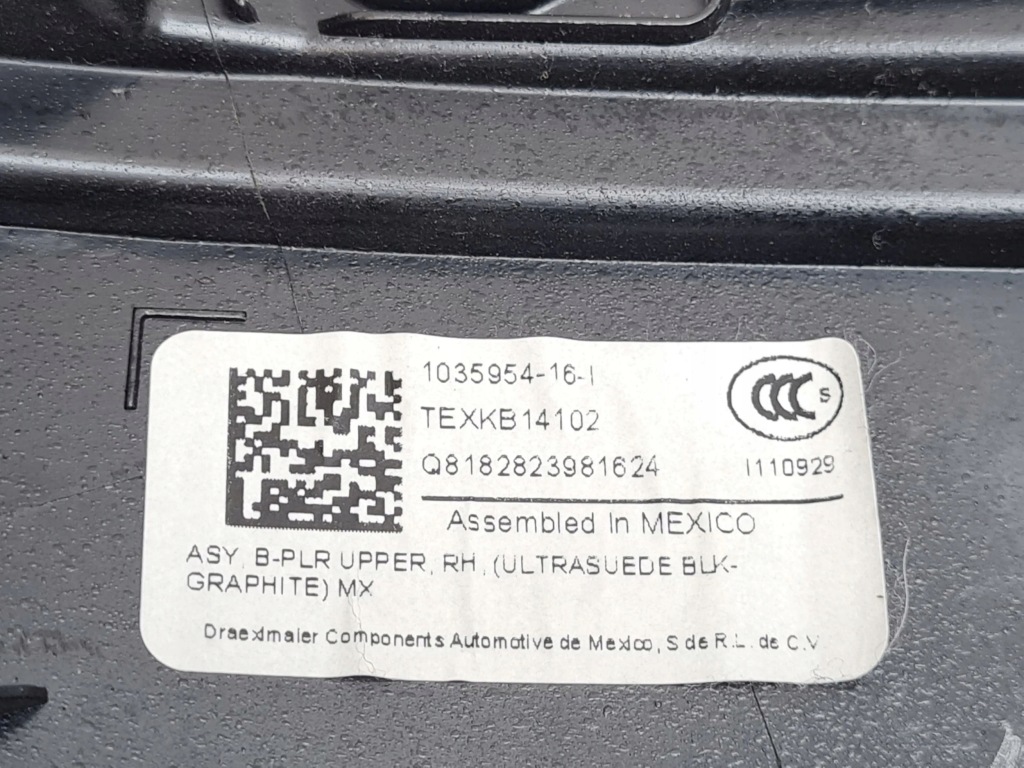 1035954-16-I
TEXKB14102
Q8182823981624
CCC S
I110929
Assembled In MEXICO
ASY, B-PLR UPPER, RH, (ULTRASUEDE BLK-
GRAPHITE) MX
Draexlmaier Components Automotive de Mexico, S de R.L. de C.V